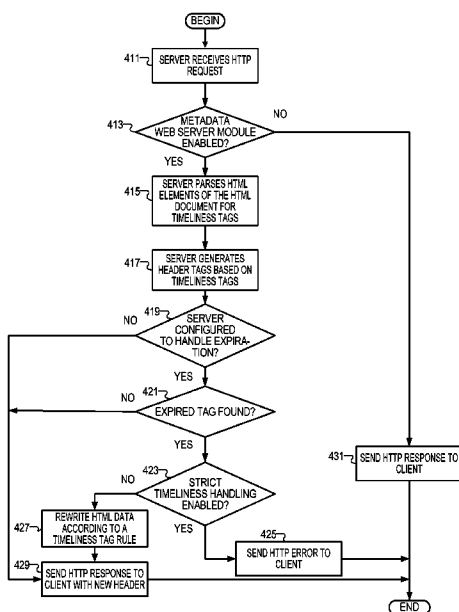 BEGIN
411
SERVER RECEIVES HTTP
REQUEST
413
METADATA
WEB SERVER MODULE
ENABLED?
NO
YES
415
SERVER PARSES HTML
ELEMENTS OF THE HTML
DOCUMENT FOR
TIMELINESS TAGS
417
SERVER GENERATES
HEADER TAGS BASED ON
TIMELINESS TAGS
419
NO
SERVER
CONFIGURED
TO HANDLE EXPIRA-
TION?
YES
421
NO
EXPIRED TAG FOUND?
YES
423
NO
STRICT
TIMELINESS HANDLING
ENABLED?
YES
431
SEND HTTP RESPONSE TO
CLIENT
427
REWRITE HTML DATA
ACCORDING TO A
TIMELINESS TAG RULE
425
SEND HTTP ERROR TO
CLIENT
429
SEND HTTP RESPONSE TO
CLIENT WITH NEW HEADER
END